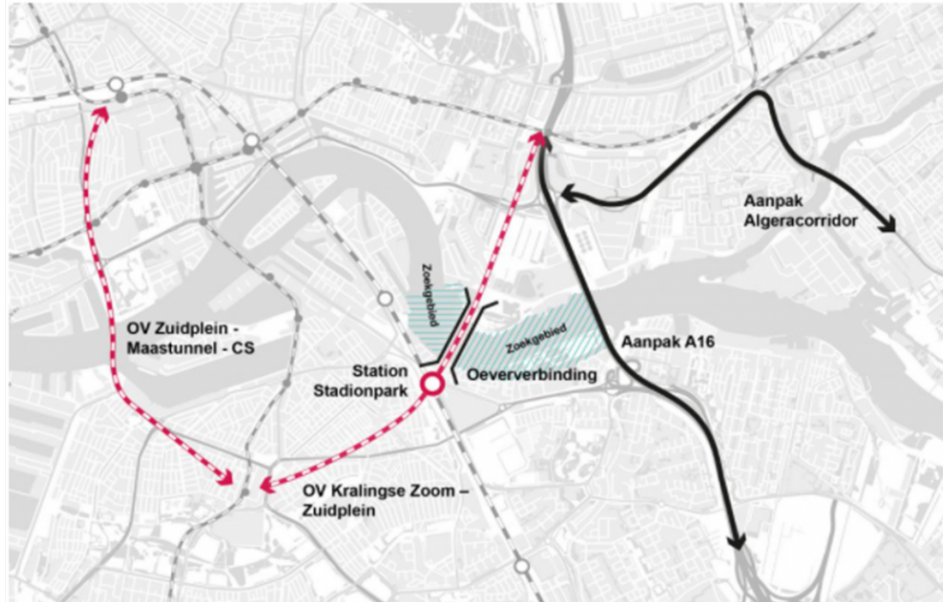 Aanpak
Algeracorridor
Zoekgebied
OV Zuidplein -
Maastunnel - CS
Zoekgebied
Aanpak A16
Station
Stadionpark
Oeververbinding
OV Kralingse Zoom –
Zuidplein